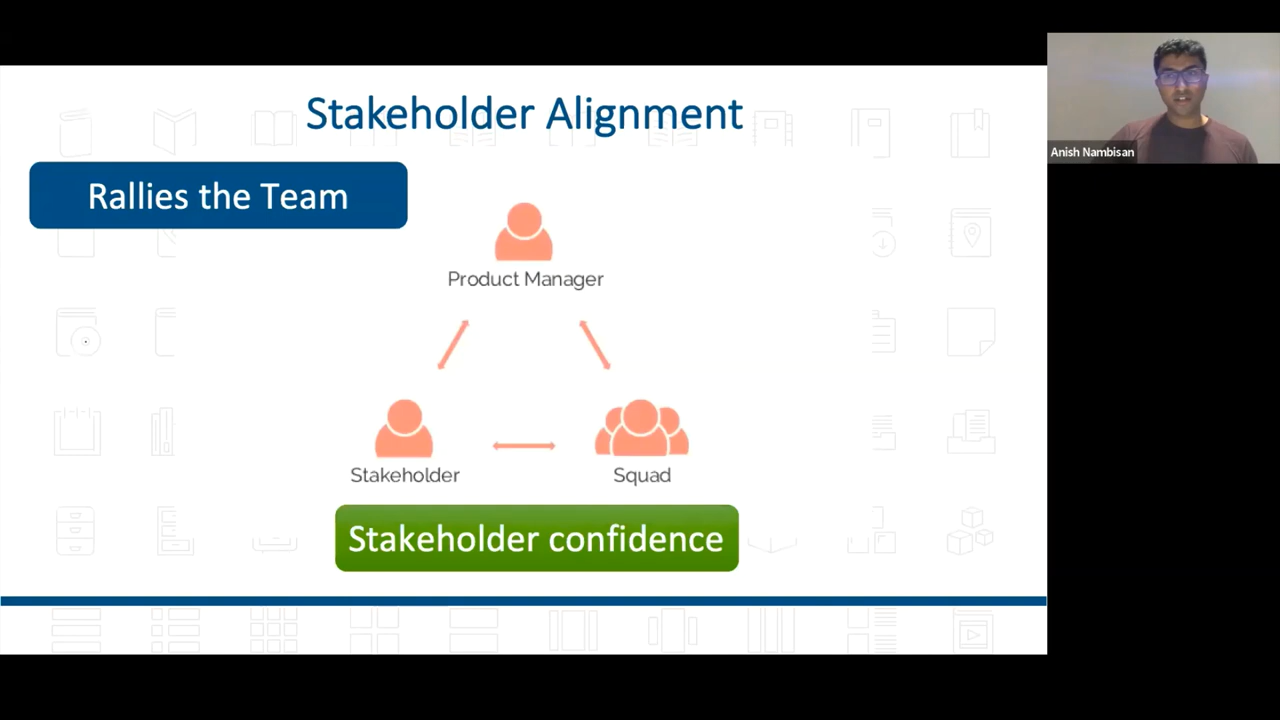 Stakeholder Alignment
Rallies the Team
Product Manager
Stakeholder
Squad
Stakeholder confidence
Anish Nambisan